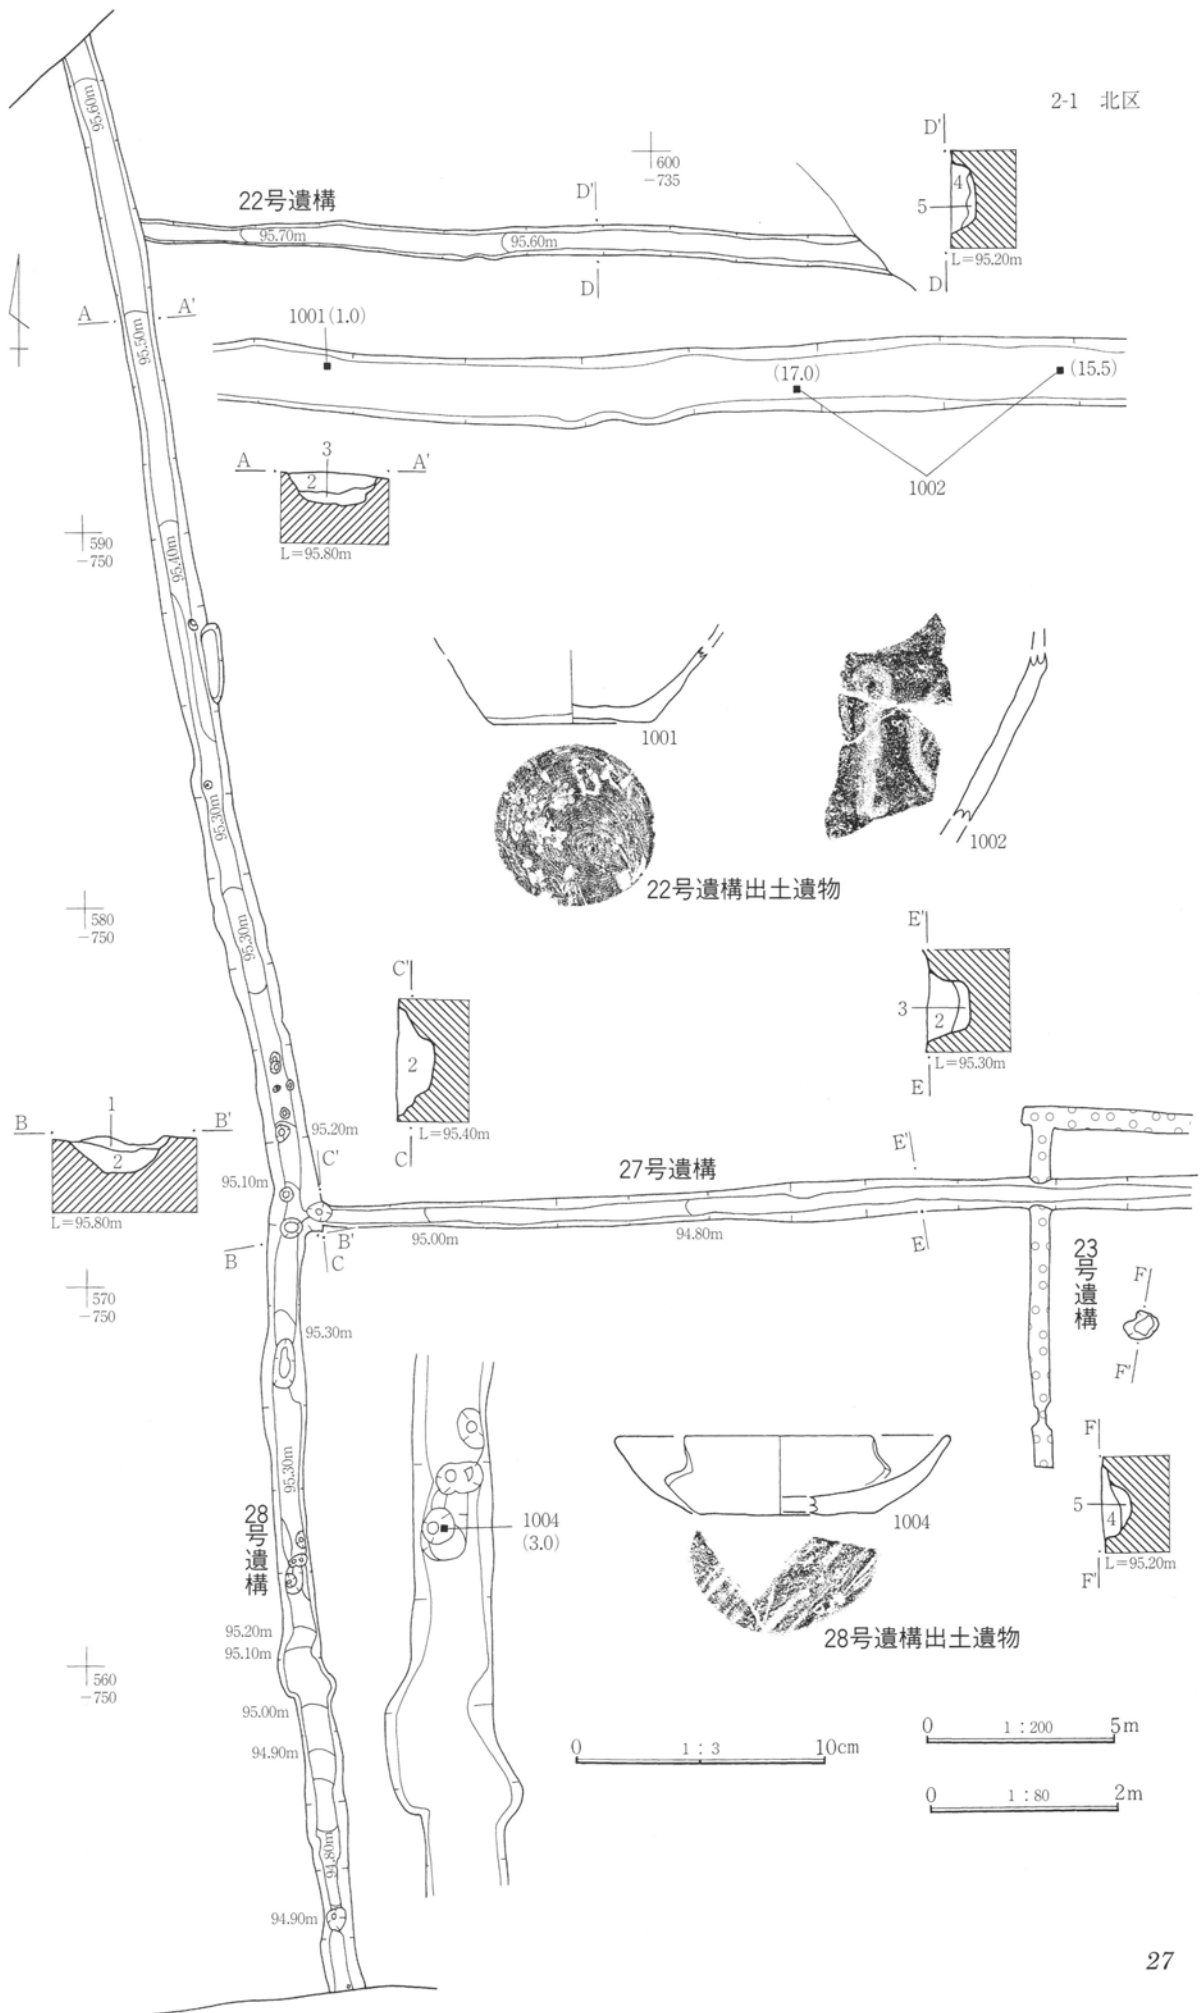 2-1 北区
95.60m
600
-735
D'
4
5
L=95.20m
D
22号遺構
D'
95.70m
95.60m
D
A
A'
95.50m
1001(1.0)
(17.0)
(15.5)
1002
A
3
2
A'
L=95.80m
590
-750
95.40m
1001
1002
95.30m
22号遺構出土遺物
580
-750
95.30m
C'
2
L=95.40m
C
E'
3
2
L=95.30m
E
B
1
2
B'
L=95.80m
95.20m
C'
95.10m
27号遺構
E'
95.00m
94.80m
E
B
B'
C
23号遺構
F
F'
570
-750
95.30m
95.30m
28号遺構
1004
(3.0)
1004
F
5
4
L=95.20m
F'
28号遺構出土遺物
95.20m
95.10m
560
-750
95.00m
94.90m
0
1:3
10cm
0
1:200
5m
0
1:80
2m
94.80m
94.90m
27